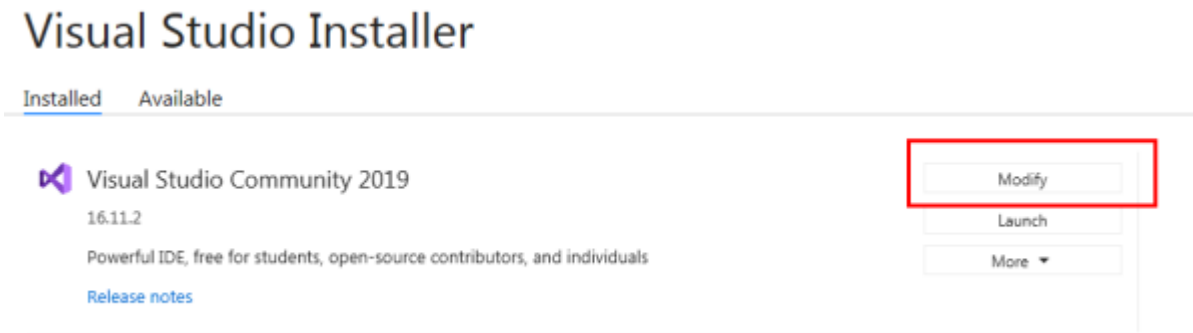 Visual Studio Installer
Installed Available
Visual Studio Community 2019
Modify
16.11.2
Launch
Powerful IDE, free for students, open-source contributors, and individuals
More
Release notes